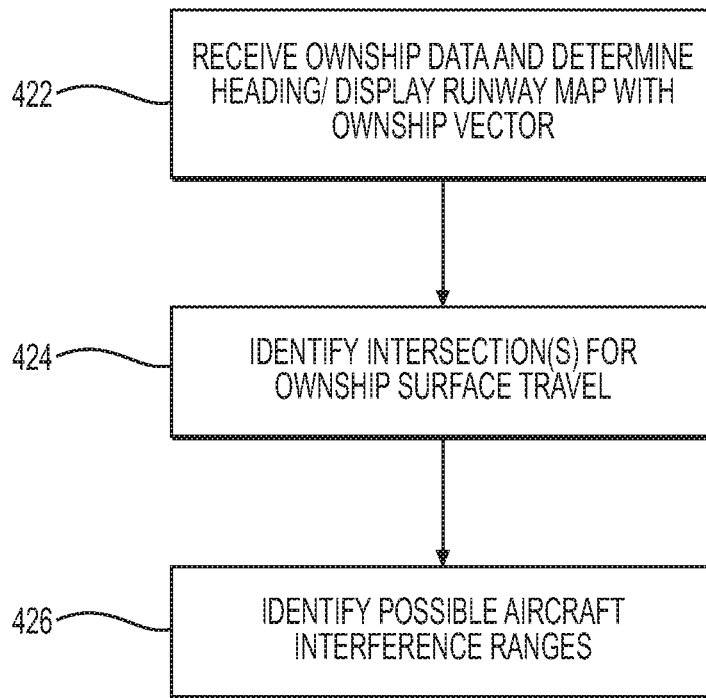 422
RECEIVE OWNSHIP DATA AND DETERMINE
HEADING/ DISPLAY RUNWAY MAP WITH
OWNSHIP VECTOR
424
IDENTIFY INTERSECTION(S) FOR
OWNSHIP SURFACE TRAVEL
426
IDENTIFY POSSIBLE AIRCRAFT
INTERFERENCE RANGES